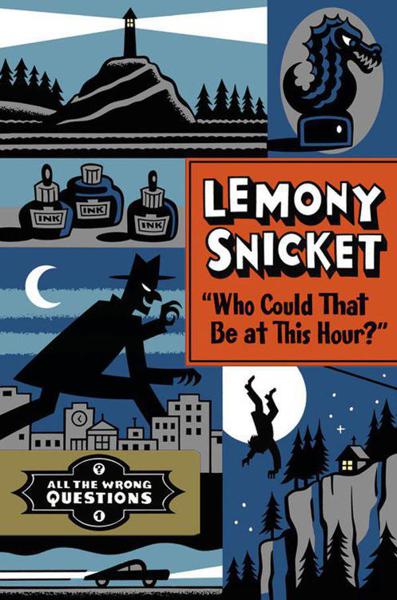 INK
INK
INK
LEMONY
SNICKET
“Who Could That
Be at This Hour?”
?
ALL THE WRONG
QUESTIONS
1